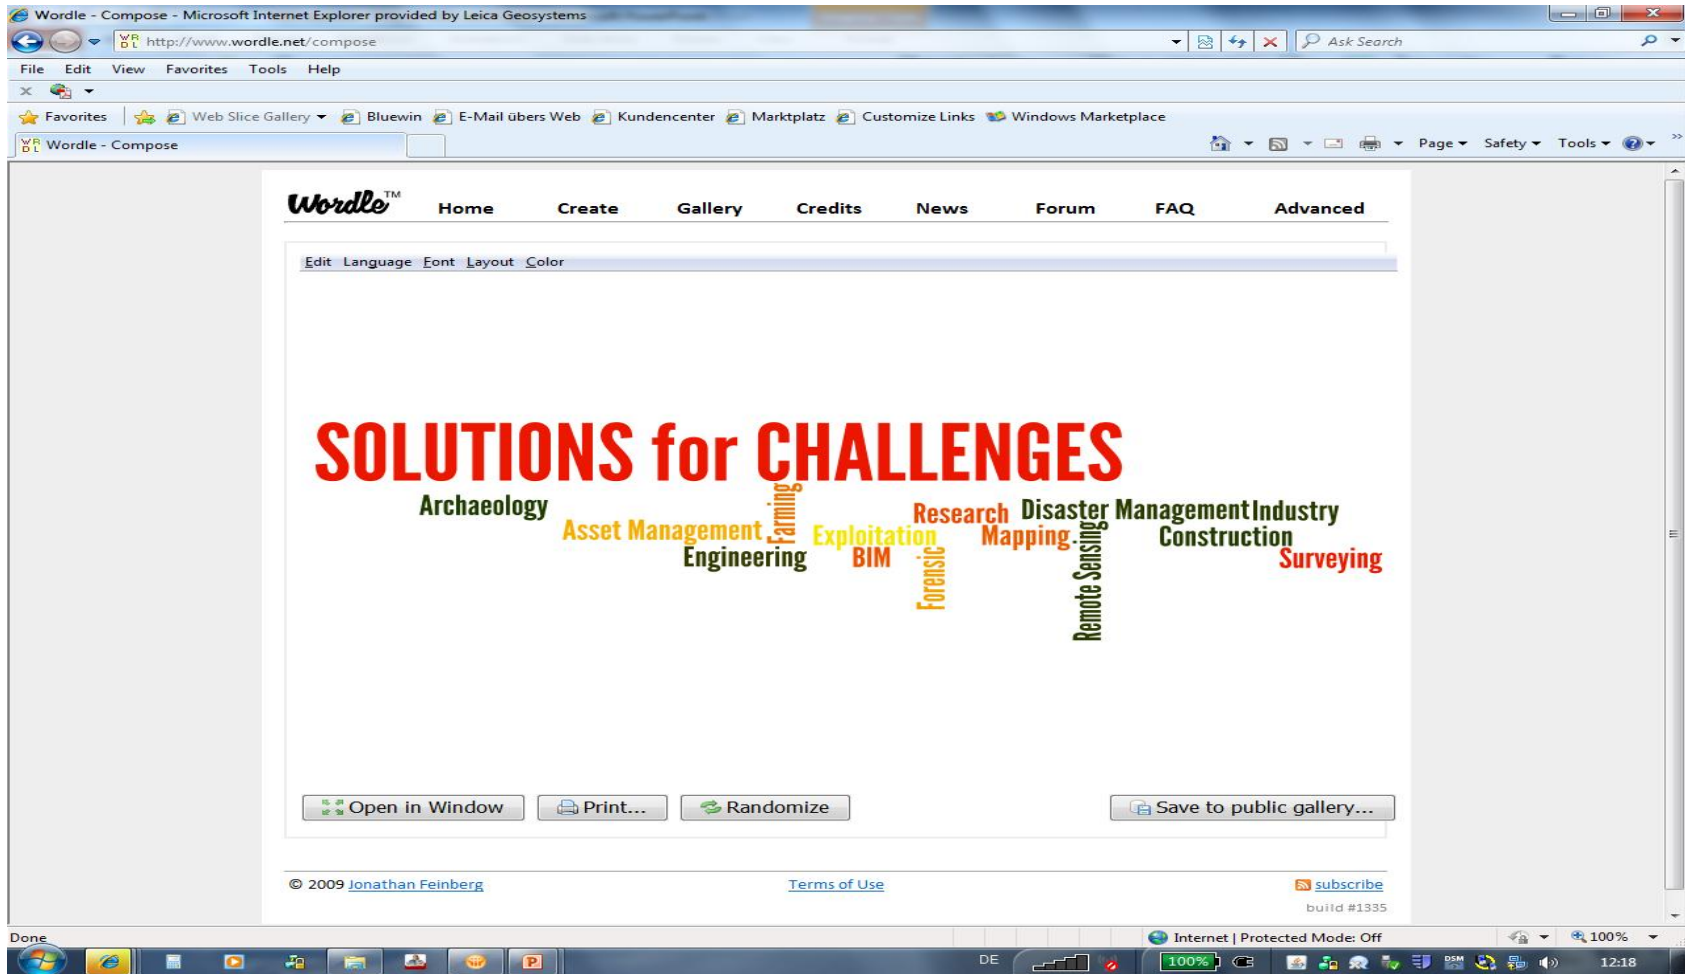 Wordle - Compose - Microsoft Internet Explorer provided by Leica Geosystems
http://www.wordle.net/compose
Ask Search
File Edit View Favorites Tools Help
Favorites Web Slice Gallery Bluewin E-Mail übers Web Kundencenter Marktplatz Customize Links Windows Marketplace
Wordle - Compose
Page Safety Tools
Wordle™ Home Create Gallery Credits News Forum FAQ Advanced
Edit Language Font Layout Color
SOLUTIONS for CHALLENGES
Archaeology
Asset Management
Engineering
Farming
Exploitation
BIM
Forensic
Research
Mapping
Disaster Management
Remote Sensing
Industry
Construction
Surveying
Open in Window Print... Randomize Save to public gallery...
© 2009 Jonathan Feinberg Terms of Use subscribe
build #1335
Done Internet | Protected Mode: Off 100%
DE 100% DSM 12:18